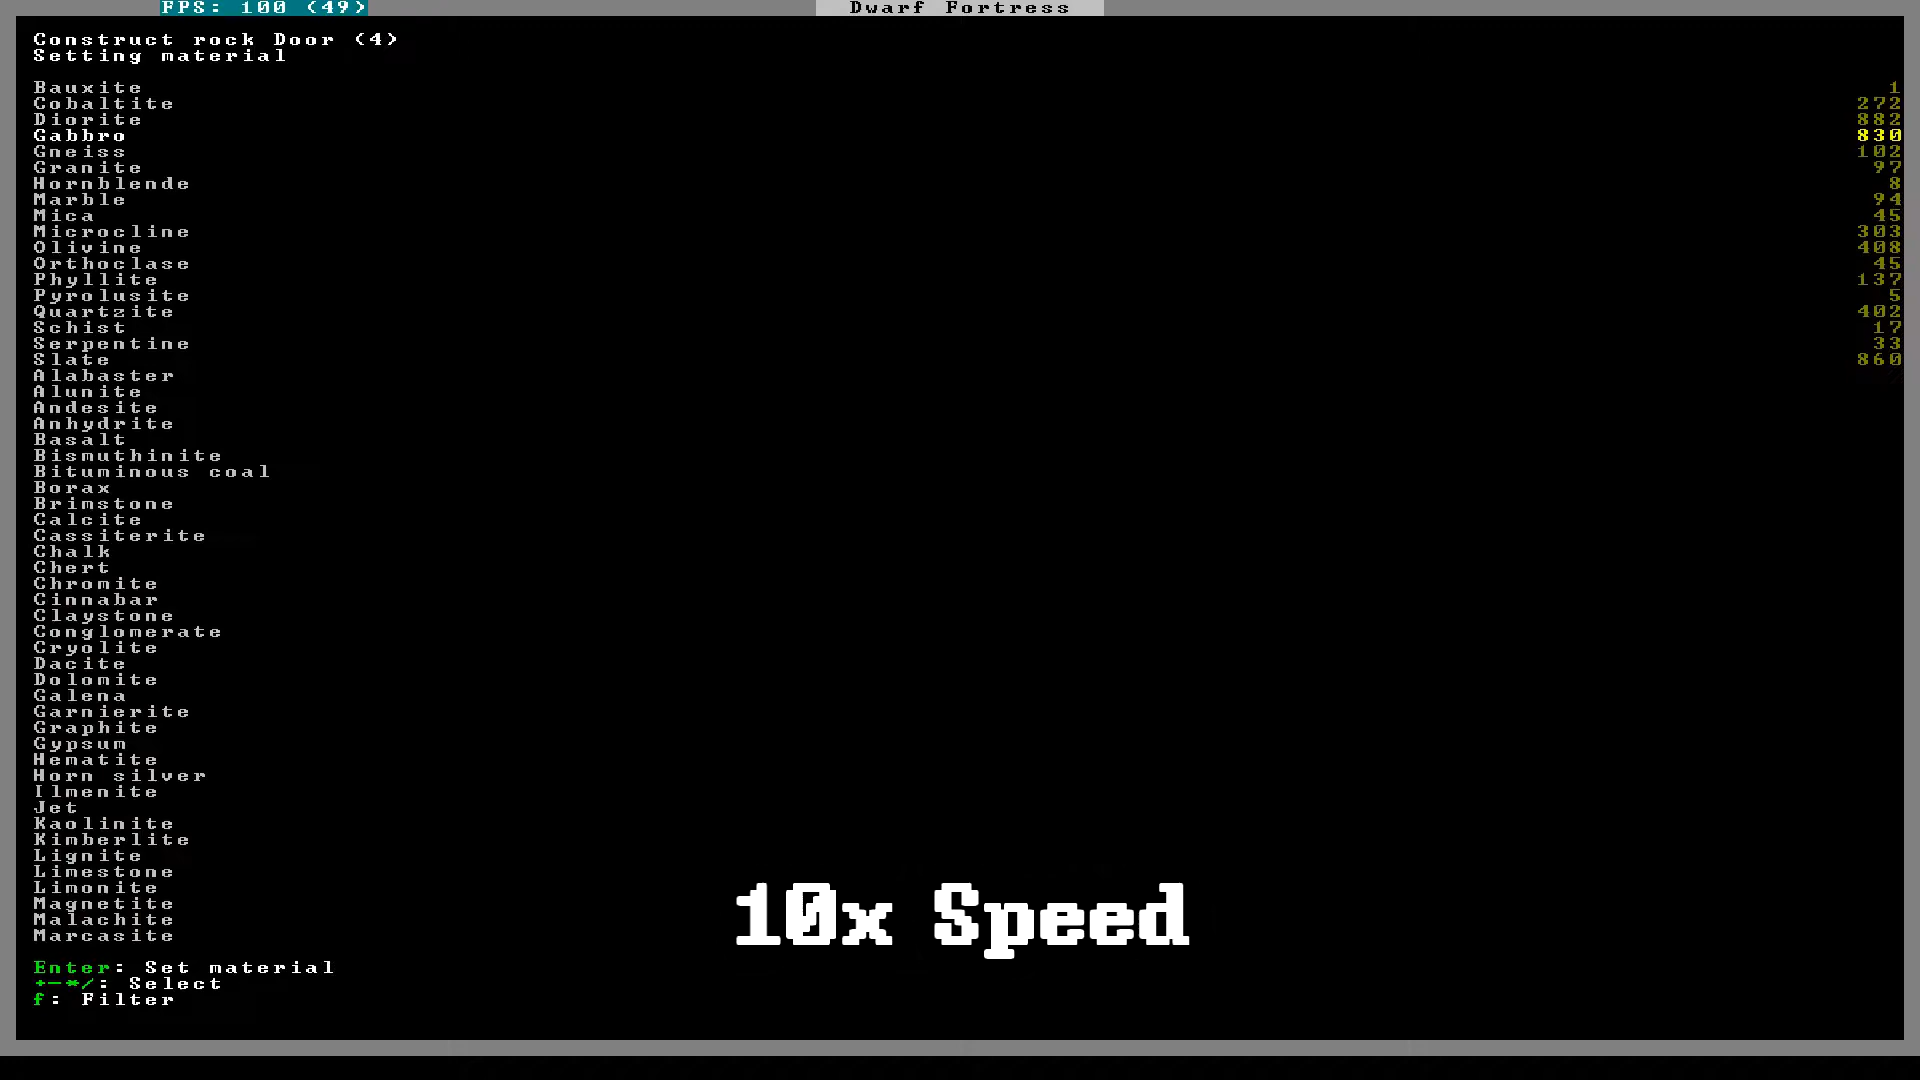 FPS: 100 (49) Dwarf Fortress
Construct rock Door (4)
Setting material
Bauxite 1
Cobaltite 272
Diorite 882
Gabbro 830
Gneiss 102
Granite 97
Hornblende 8
Marble 94
Mica 45
Microcline 303
Olivine 408
Orthoclase 45
Phyllite 137
Pyrolusite 5
Quartzite 402
Schist 17
Serpentine 33
Slate 860
Alabaster
Alunite
Andesite
Anhydrite
Basalt
Bismuthinite
Bituminous coal
Borax
Brimstone
Calcite
Cassiterite
Chalk
Chert
Chromite
Cinnabar
Claystone
Conglomerate
Cryolite
Dacite
Dolomite
Galena
Garnierite
Graphite
Gypsum
Hematite
Horn silver
Ilmenite
Jet
Kaolinite
Kimberlite
Lignite
Limestone
Limonite
Magnetite
Malachite
Marcasite
10x Speed
Enter: Set material
+-*/: Select
f: Filter